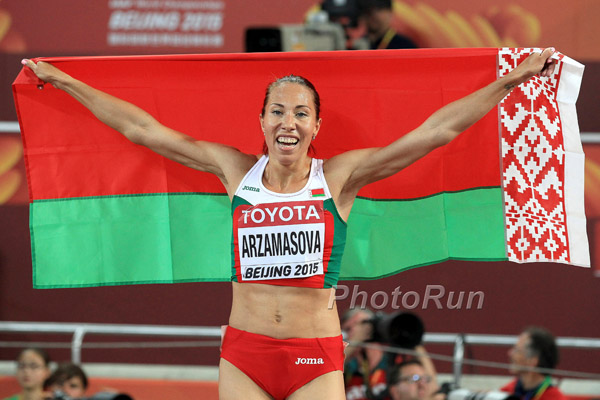 BEIJING 2015
Joma
TOYOTA
ARZAMASOVA
BEIJING 2015
PhotoRun
Joma